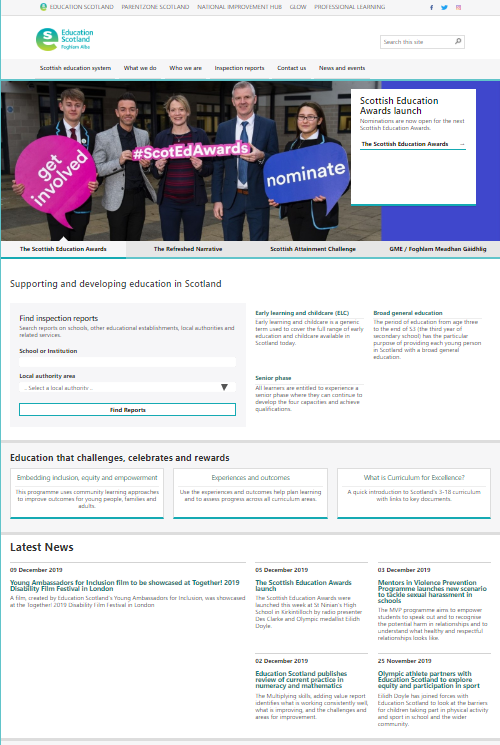 EDUCATION SCOTLAND PARENTZONE SCOTLAND NATIONAL IMPROVEMENT HUB GLOW PROFESSIONAL LEARNING
Education
Scotland
Foghlam Alba
Search this site
Scottish education system What we do Who we are Inspection reports Contact us News and events
get
involved
#ScotEdAwards
nominate
Scottish Education
Awards launch
Nominations are now open for the next
Scottish Education Awards
The Scottish Education Awards →
The Scottish Education Awards The Refreshed Narrative Scottish Attainment Challenge GME / Foghlam Meadhan Gàidhlig
Supporting and developing education in Scotland
Find inspection reports
Search reports on schools, other educational establishments, local authorities and
related services.
School or Institution
Local authority area
.. Select a local authority ..
Find Reports
Early learning and childcare (ELC)
Early learning and childcare is a generic
term used to cover the full range of early
education and childcare available in
Scotland today.
Broad general education
The period of education from age three
to the end of S3 (the third year of
secondary school) has the particular
purpose of providing each young person
in Scotland with a broad general
education.
Senior phase
All learners are entitled to experience a
senior phase where they can continue to
develop the four capacities and achieve
qualifications.
Education that challenges, celebrates and rewards
Embedding inclusion, equity and empowerment
This programme uses community learning approaches
to improve outcomes for young people, families and
adults.
Experiences and outcomes
Use the experiences and outcomes help plan learning
and to assess progress across all curriculum areas.
What is Curriculum for Excellence?
A quick introduction to Scotland's 3-18 curriculum
with links to key documents.
Latest News
09 December 2019
Young Ambassadors for Inclusion film to be showcased at Together! 2019
Disability Film Festival in London
A film, created by Education Scotland's Young Ambassadors for Inclusion, was showcased
at the Together! 2019 Disability Film Festival in London
05 December 2019
The Scottish Education Awards
launch
The Scottish Education Awards were
launched this week at St Ninian's High
School in Kirkintilloch by radio presenter
Des Clarke and Olympic medalist Eilidh
Doyle.
03 December 2019
Mentors in Violence Prevention
Programme launches new scenario
to tackle sexual harassment in
schools
The MVP programme aims to empower
students to speak out and to recognise
the potential harm in relationships and to
understand what healthy and respectful
relationships looks like.
02 December 2019
Education Scotland publishes
review of current practice in
numeracy and mathematics
The Multiplying skills, adding value report
identifies what is working consistently well,
what is improving, and the challenges and
areas for improvement.
25 November 2019
Olympic athlete partners with
Education Scotland to explore
equity and participation in sport
Eilidh Doyle has joined forces with
Education Scotland to look at the barriers
for children taking part in physical activity
and sport in school and the wider
community.